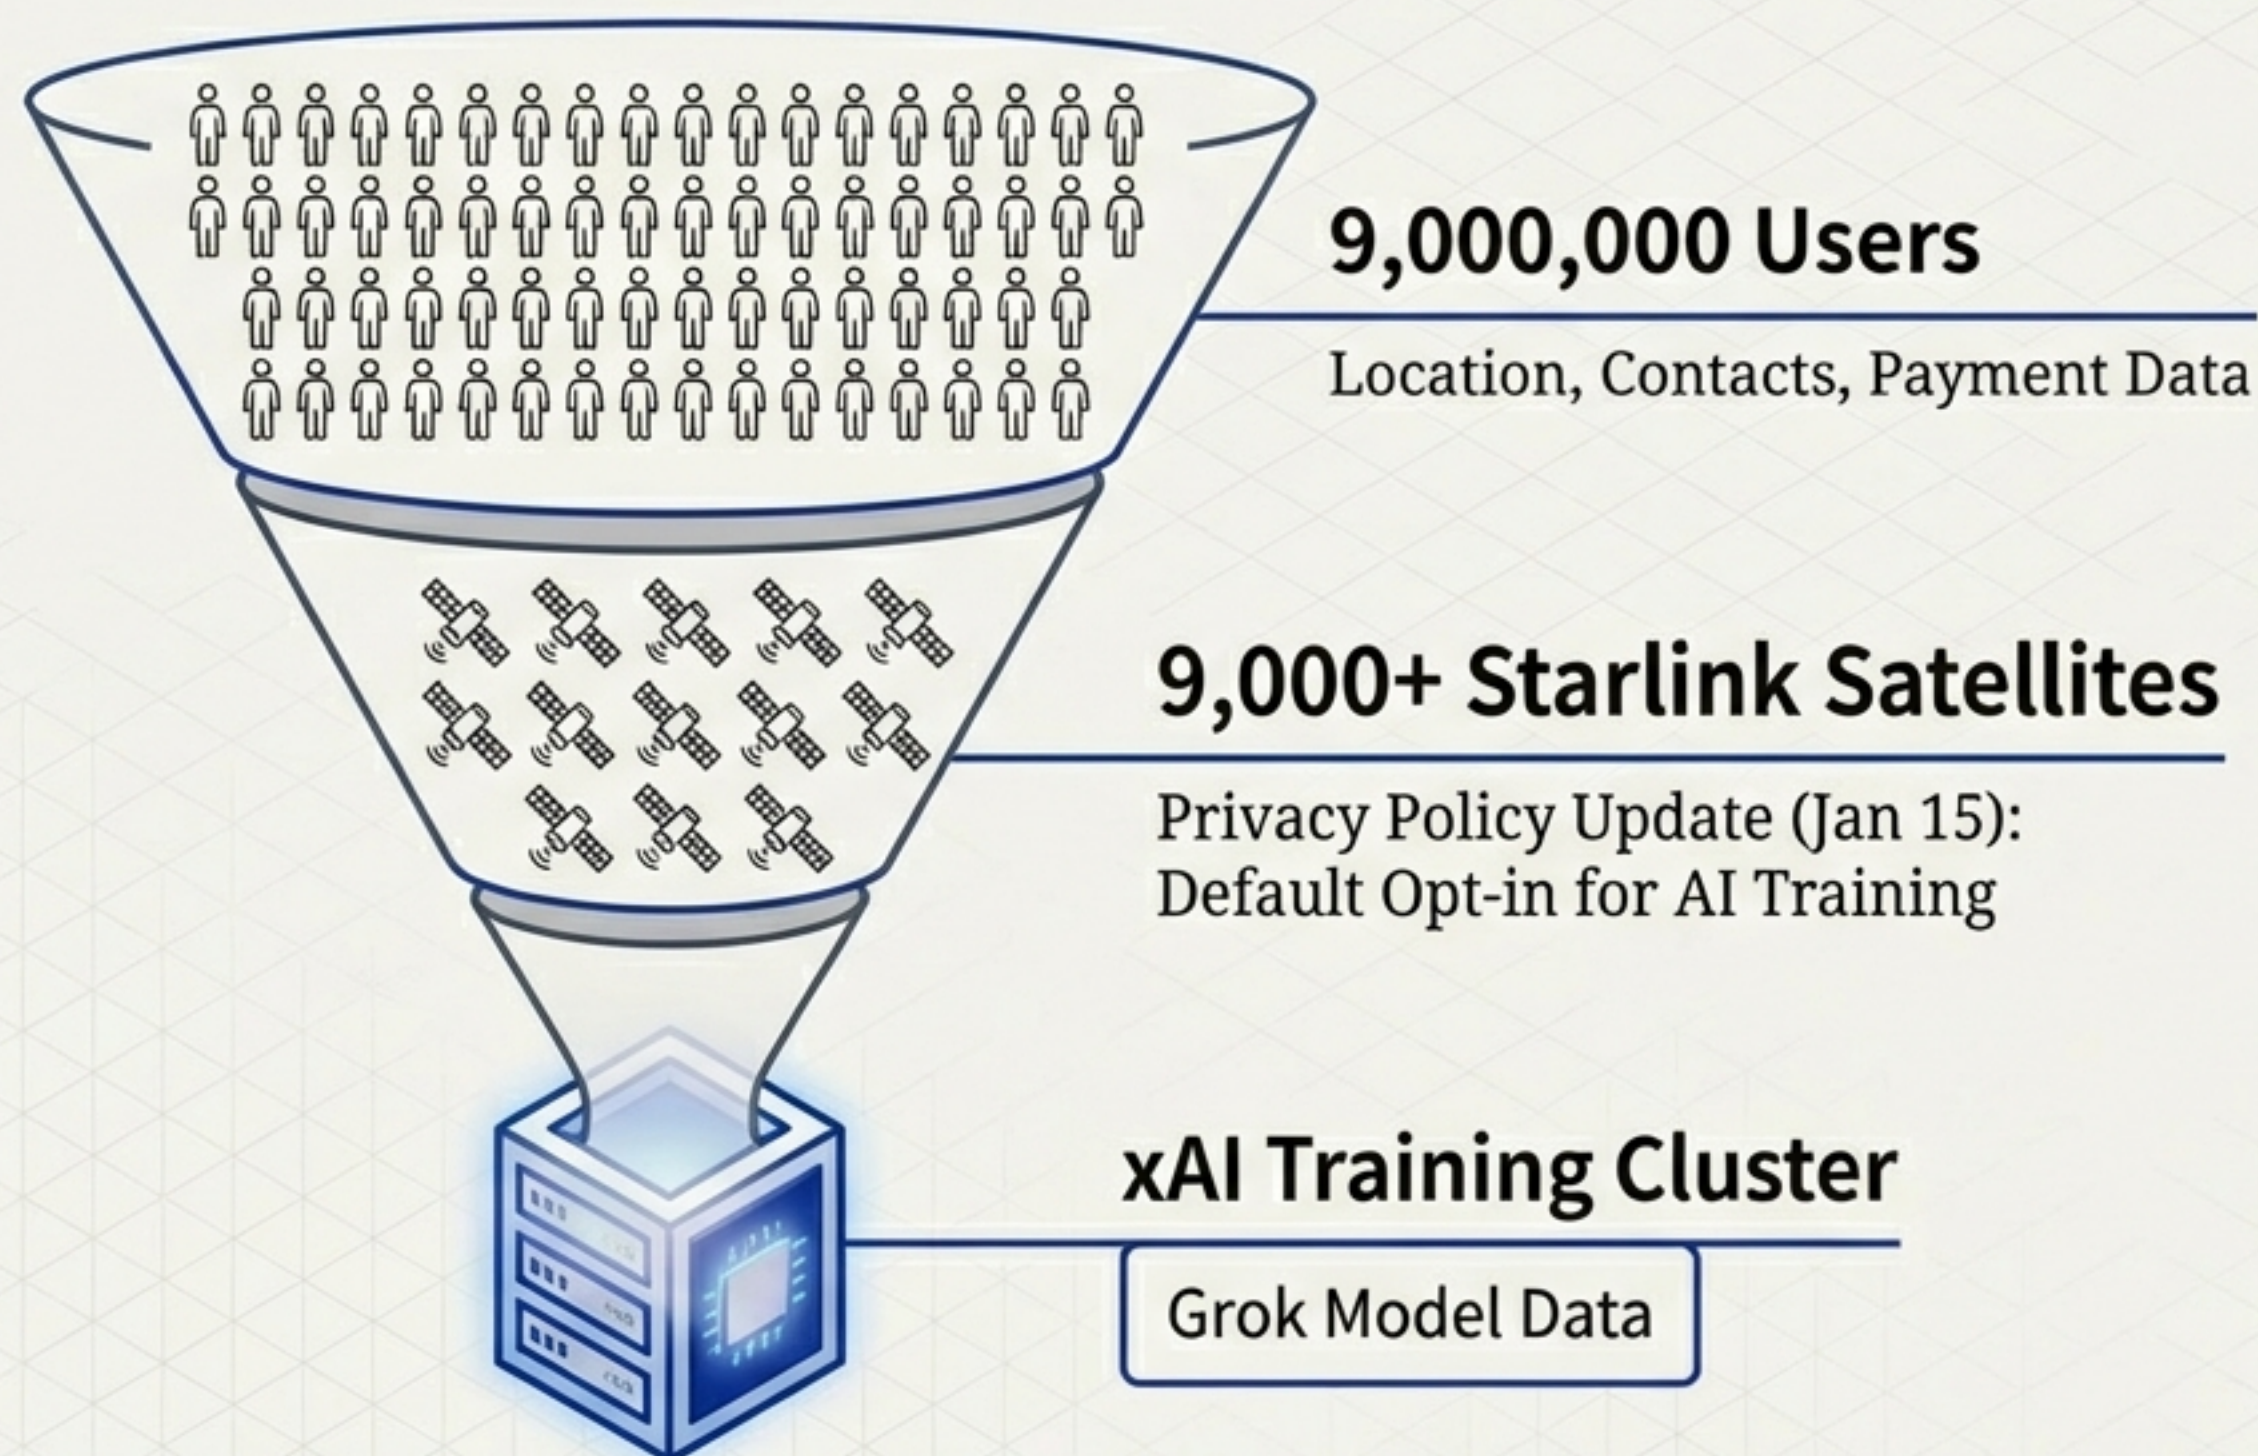 9,000,000 Users
Location, Contacts, Payment Data
9,000+ Starlink Satellites
Privacy Policy Update (Jan 15):
Default Opt-in for AI Training
xAI Training Cluster
Grok Model Data